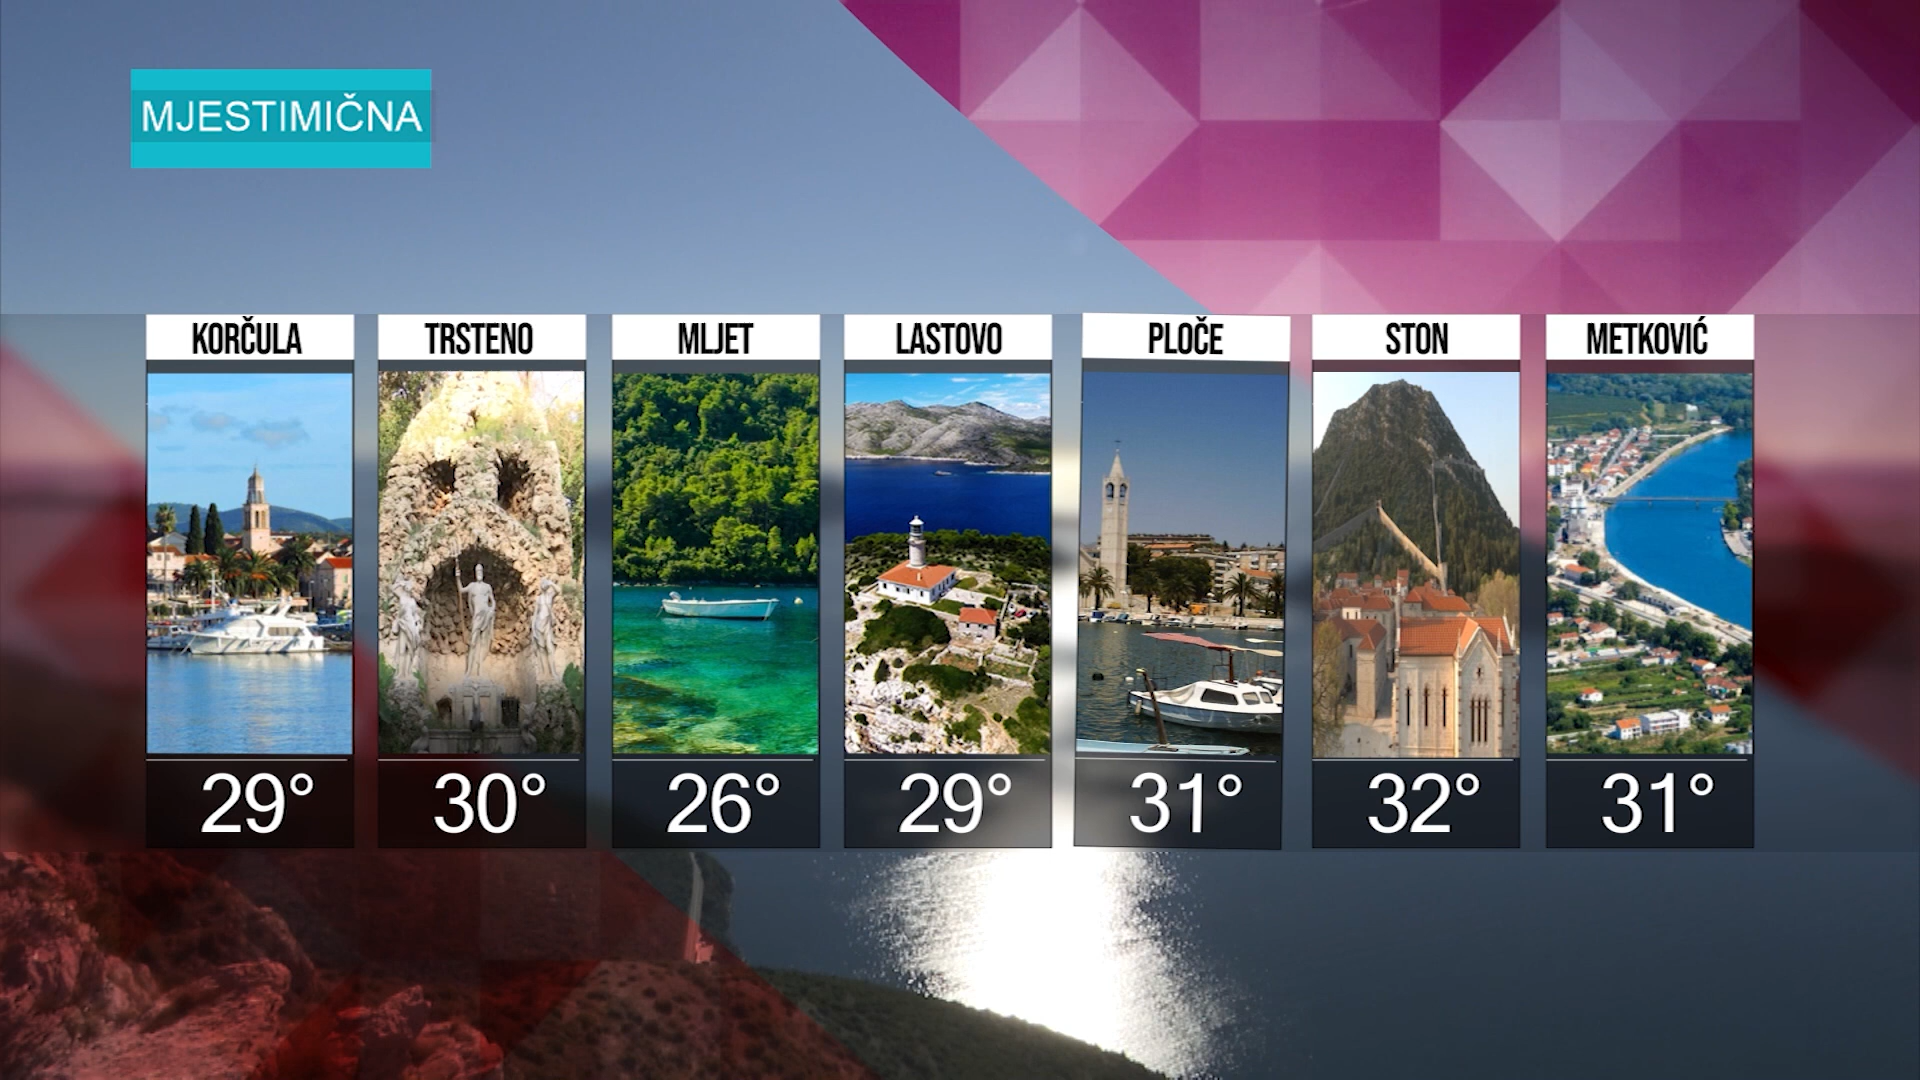 MJESTIMIČNA
KORČULA
TRSTENO
MLJET
LASTOVO
PLOČE
STON
METKOVIĆ
29°
30°
26°
29°
31°
32°
31°